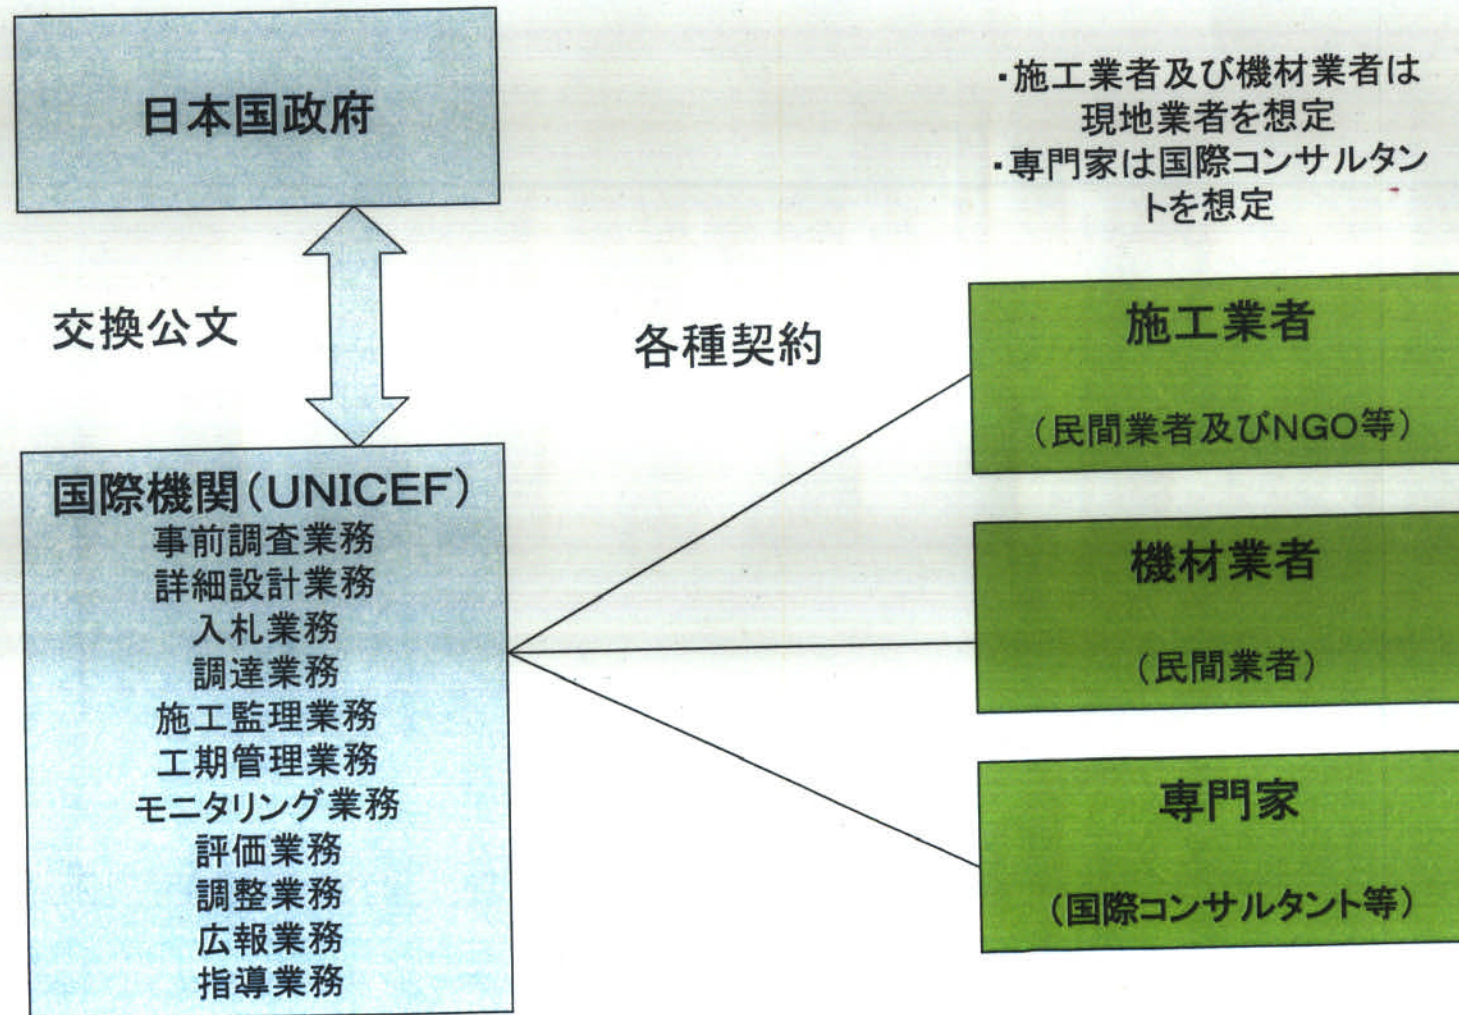 日本国政府
・施工業者及び機材業者は
現地業者を想定
・専門家は国際コンサルタン
トを想定
交換公文
各種契約
施工業者
(民間業者及びNGO等)
国際機関(UNICEF)
事前調査業務
詳細設計業務
入札業務
調達業務
施工監理業務
工期管理業務
モニタリング業務
評価業務
調整業務
広報業務
指導業務
機材業者
(民間業者)
専門家
(国際コンサルタント等)